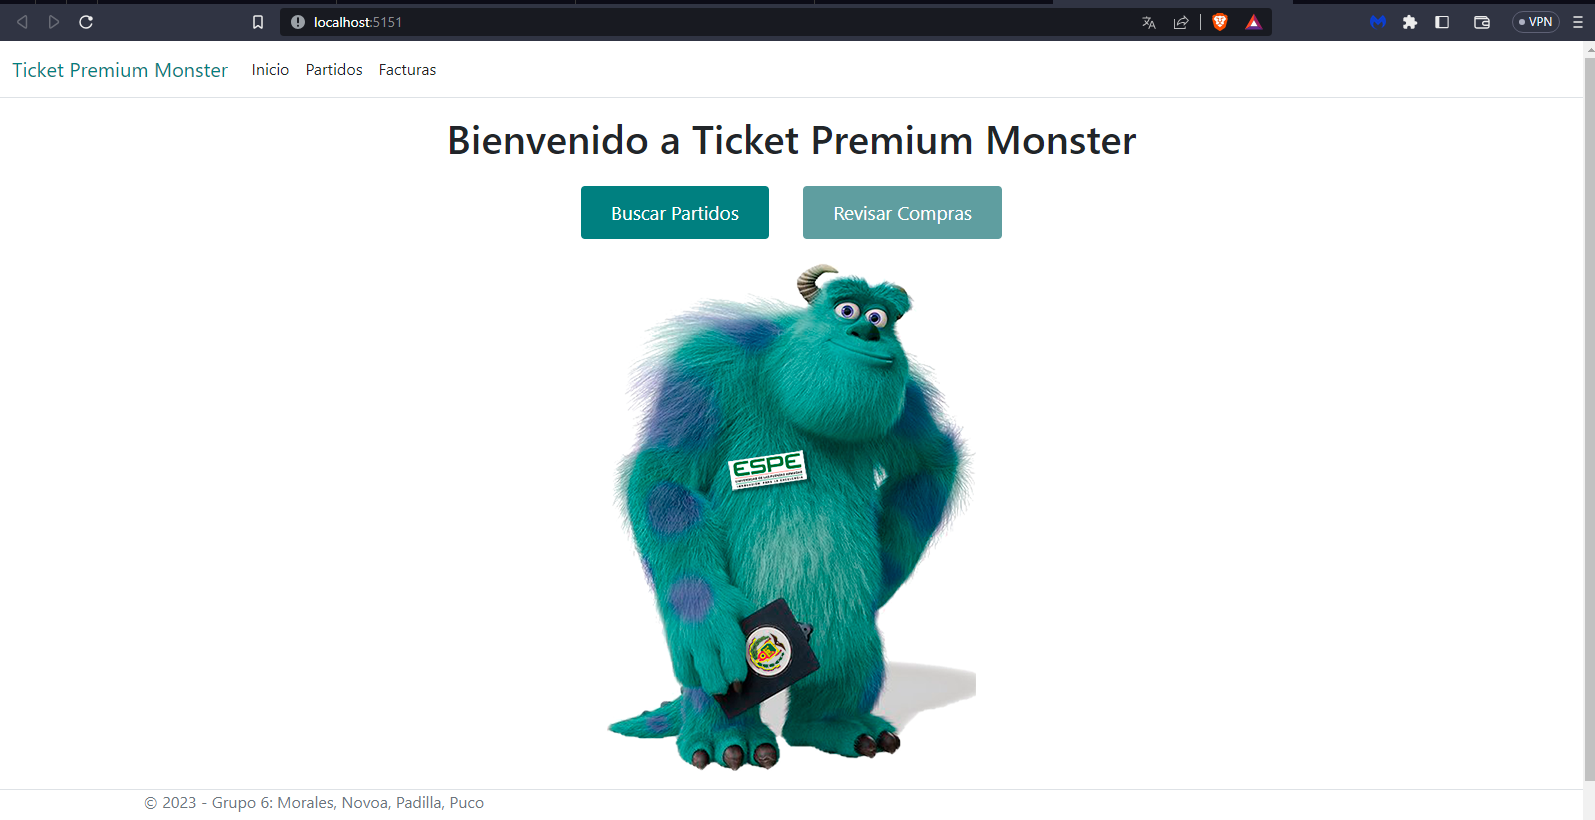 localhost:5151
VPN
Ticket Premium Monster Inicio Partidos Facturas
Bienvenido a Ticket Premium Monster
Buscar Partidos Revisar Compras
ESPE
© 2023 - Grupo 6: Morales, Novoa, Padilla, Puco